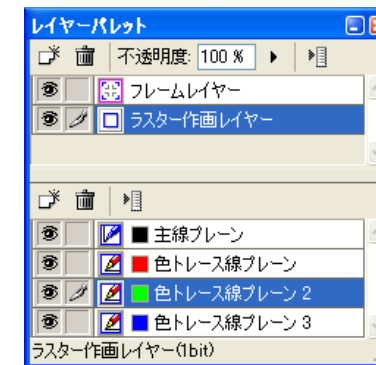 レイヤーパレット
不透明度: 100 %
フレームレイヤー
ラスター作画レイヤー
主線プレーン
色トレース線プレーン
色トレース線プレーン 2
色トレース線プレーン 3
ラスター作画レイヤー(1bit)